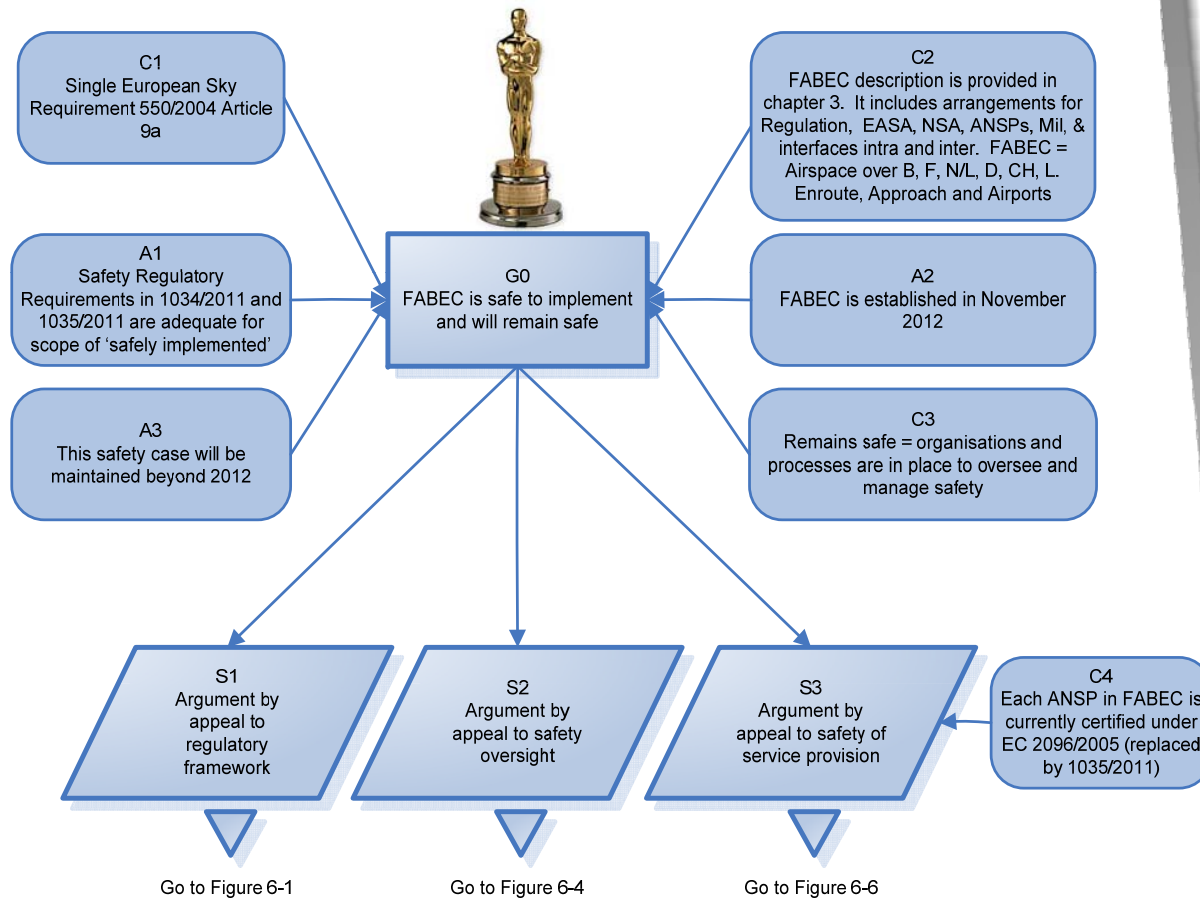 C1
Single European Sky
Requirement 550/2004 Article
9a
C2
FABEC description is provided in
chapter 3. It includes arrangements for
Regulation, EASA, NSA, ANSPs, Mil, &
interfaces intra and inter. FABEC =
Airspace over B, F, N/L, D, CH, L.
Enroute, Approach and Airports
A1
Safety Regulatory
Requirements in 1034/2011 and
1035/2011 are adequate for
scope of ‘safely implemented’
G0
FABEC is safe to implement
and will remain safe
A2
FABEC is established in November
2012
A3
This safety case will be
maintained beyond 2012
C3
Remains safe = organisations and
processes are in place to oversee and
manage safety
S1
Argument by
appeal to
regulatory
framework
S2
Argument by
appeal to safety
oversight
S3
Argument by
appeal to safety of
service provision
C4
Each ANSP in FABEC is
currently certified under
EC 2096/2005 (replaced
by 1035/2011)
Go to Figure 6-1
Go to Figure 6-4
Go to Figure 6-6